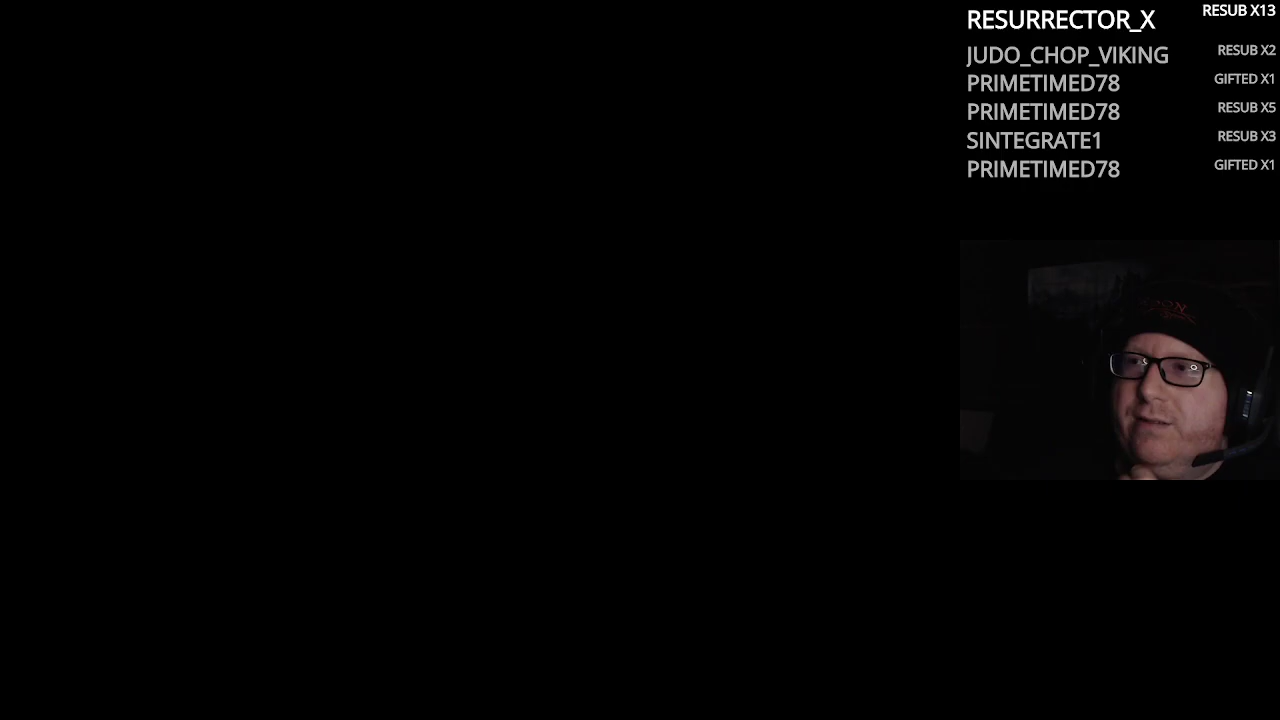 RESURRECTOR_X RESUB X13
JUDO_CHOP_VIKING RESUB X2
PRIMETIMED78 GIFTED X1
PRIMETIMED78 RESUB X5
SINTEGRATE1 RESUB X3
PRIMETIMED78 GIFTED X1